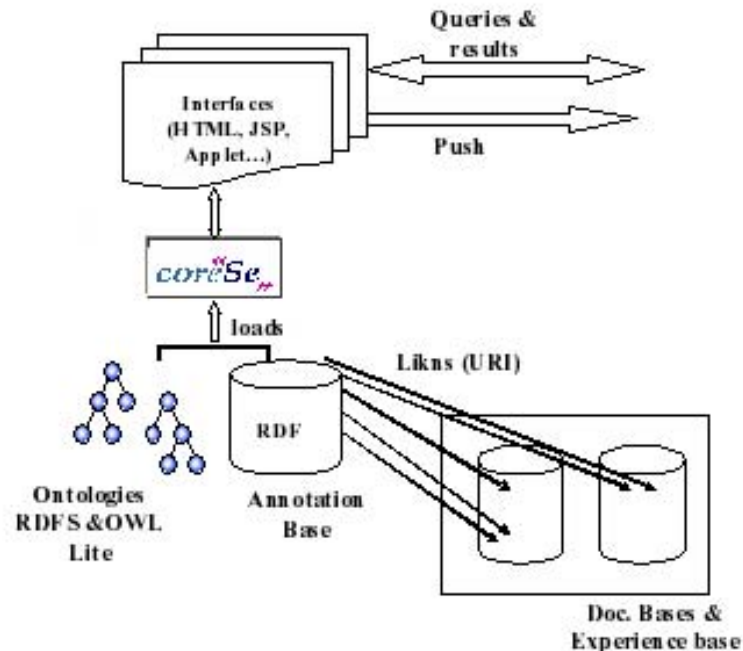 Queries &
results
Interfaces
(HTML, JSP,
Applet...)
Push
coreSe
loads
Likns (URI)
RDF
Ontologies
RDFS &OWL
Lite
Annotation
Base
Doc. Bases &
Experience base